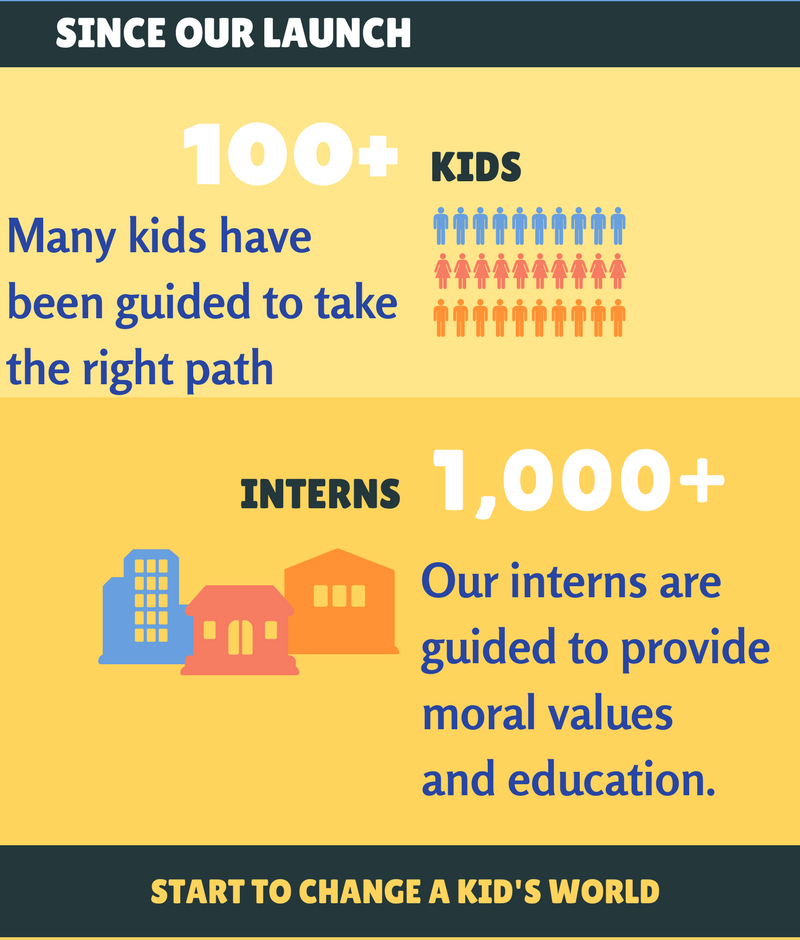 SINCE OUR LAUNCH
100+ KIDS
Many kids have
been guided to take
the right path
INTERNS 1,000+
Our interns are
guided to provide
moral values
and education.
START TO CHANGE A KID'S WORLD